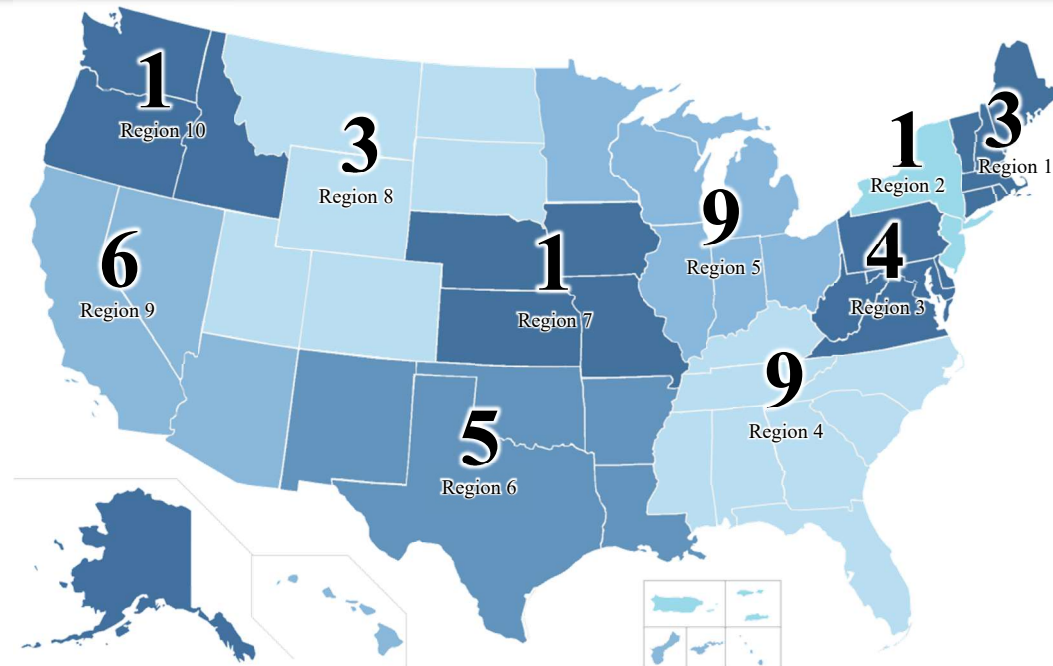 1
Region 10
3
Region 8
6
Region 9
1
Region 7
5
Region 6
9
Region 5
9
Region 4
4
Region 3
1
Region 2
3
Region 1